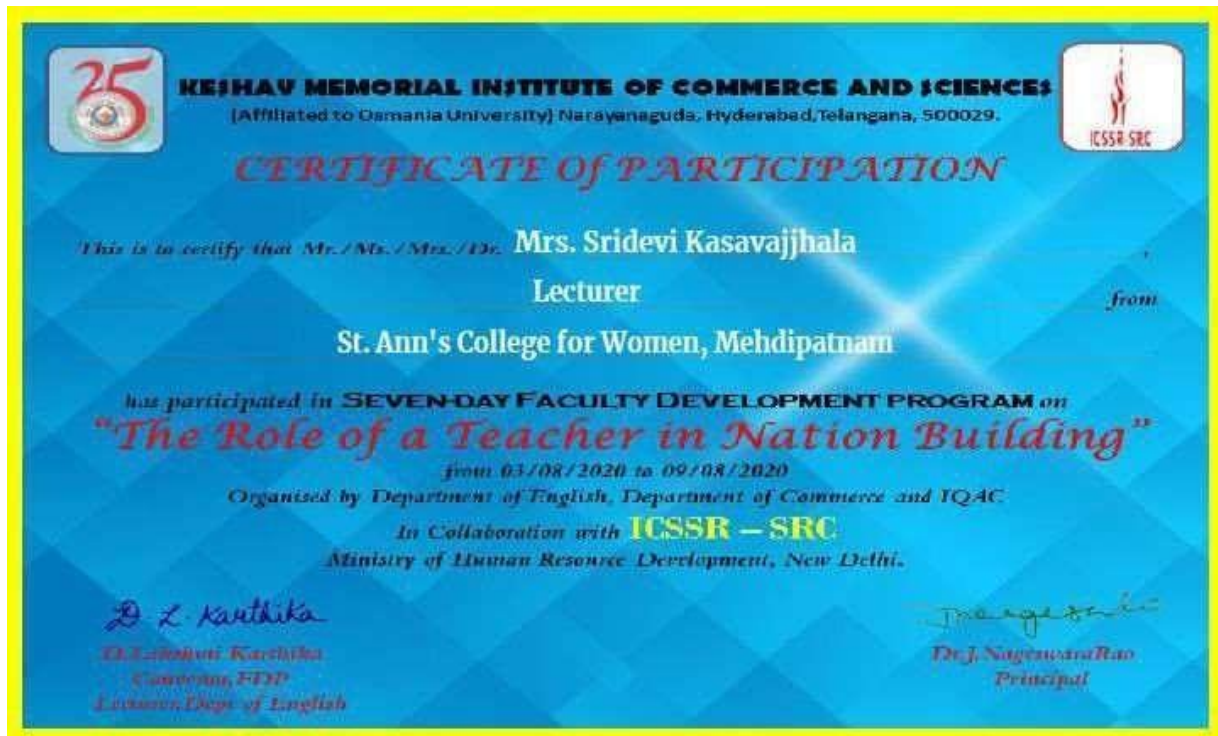 25
KESHAV MEMORIAL INSTITUTE OF COMMERCE AND SCIENCES
(Affiliated to Osmania University) Narayanaguda, Hyderabad,Telangana, 500029.
ICSSR-SRC
CERTIFICATE Of PARTICIPATION
This is to certify that Mr./Ms./Mrs./Dr. Mrs. Sridevi Kasavajjhala ,
Lecturer from
St. Ann's College for Women, Mehdipatnam
has participated in SEVEN-DAY FACULTY DEVELOPMENT PROGRAM on
"The Role of a Teacher in Nation Building"
from 03/08/2020 to 09/08/2020
Organised by Department of English, Department of Commerce and IQAC
In Collaboration with ICSSR – SRC
Ministry of Human Resource Development, New Delhi.
D L Karthika
D.Lakshmi Karthika
Convenor, FDP
Lecturer, Dept of English
Dr.J.NageswaraRao
Principal